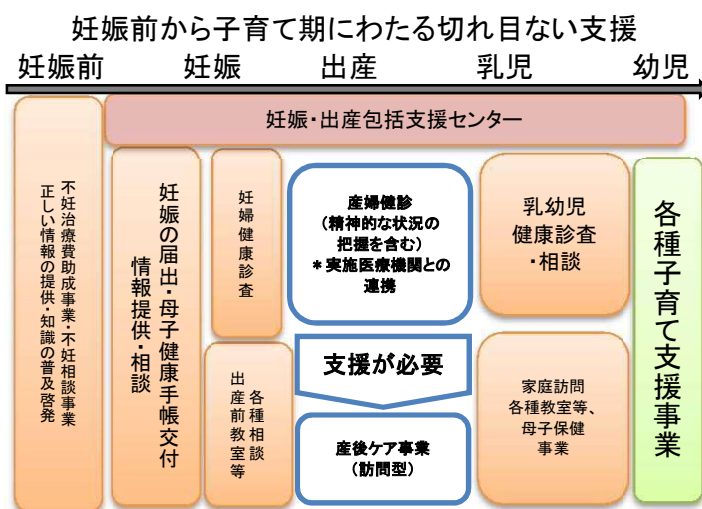 妊娠前から子育て期にわたる切れ目ない支援
妊娠前
妊娠
出産
乳児
幼児
妊娠・出産包括支援センター
不妊治療費助成事業・不妊相談事業
正しい情報の提供・知識の普及啓発
妊娠の届出・母子健康手帳交付
情報提供・相談
妊婦健康診査
各種相談
出産前教室等
産婦健診
(精神的な状況の
把握を含む)
*実施医療機関との
連携
支援が必要
産後ケア事業
(訪問型)
乳幼児
健康診査
・相談
家庭訪問
各種教室等、
母子保健
事業
各種子育て支援事業